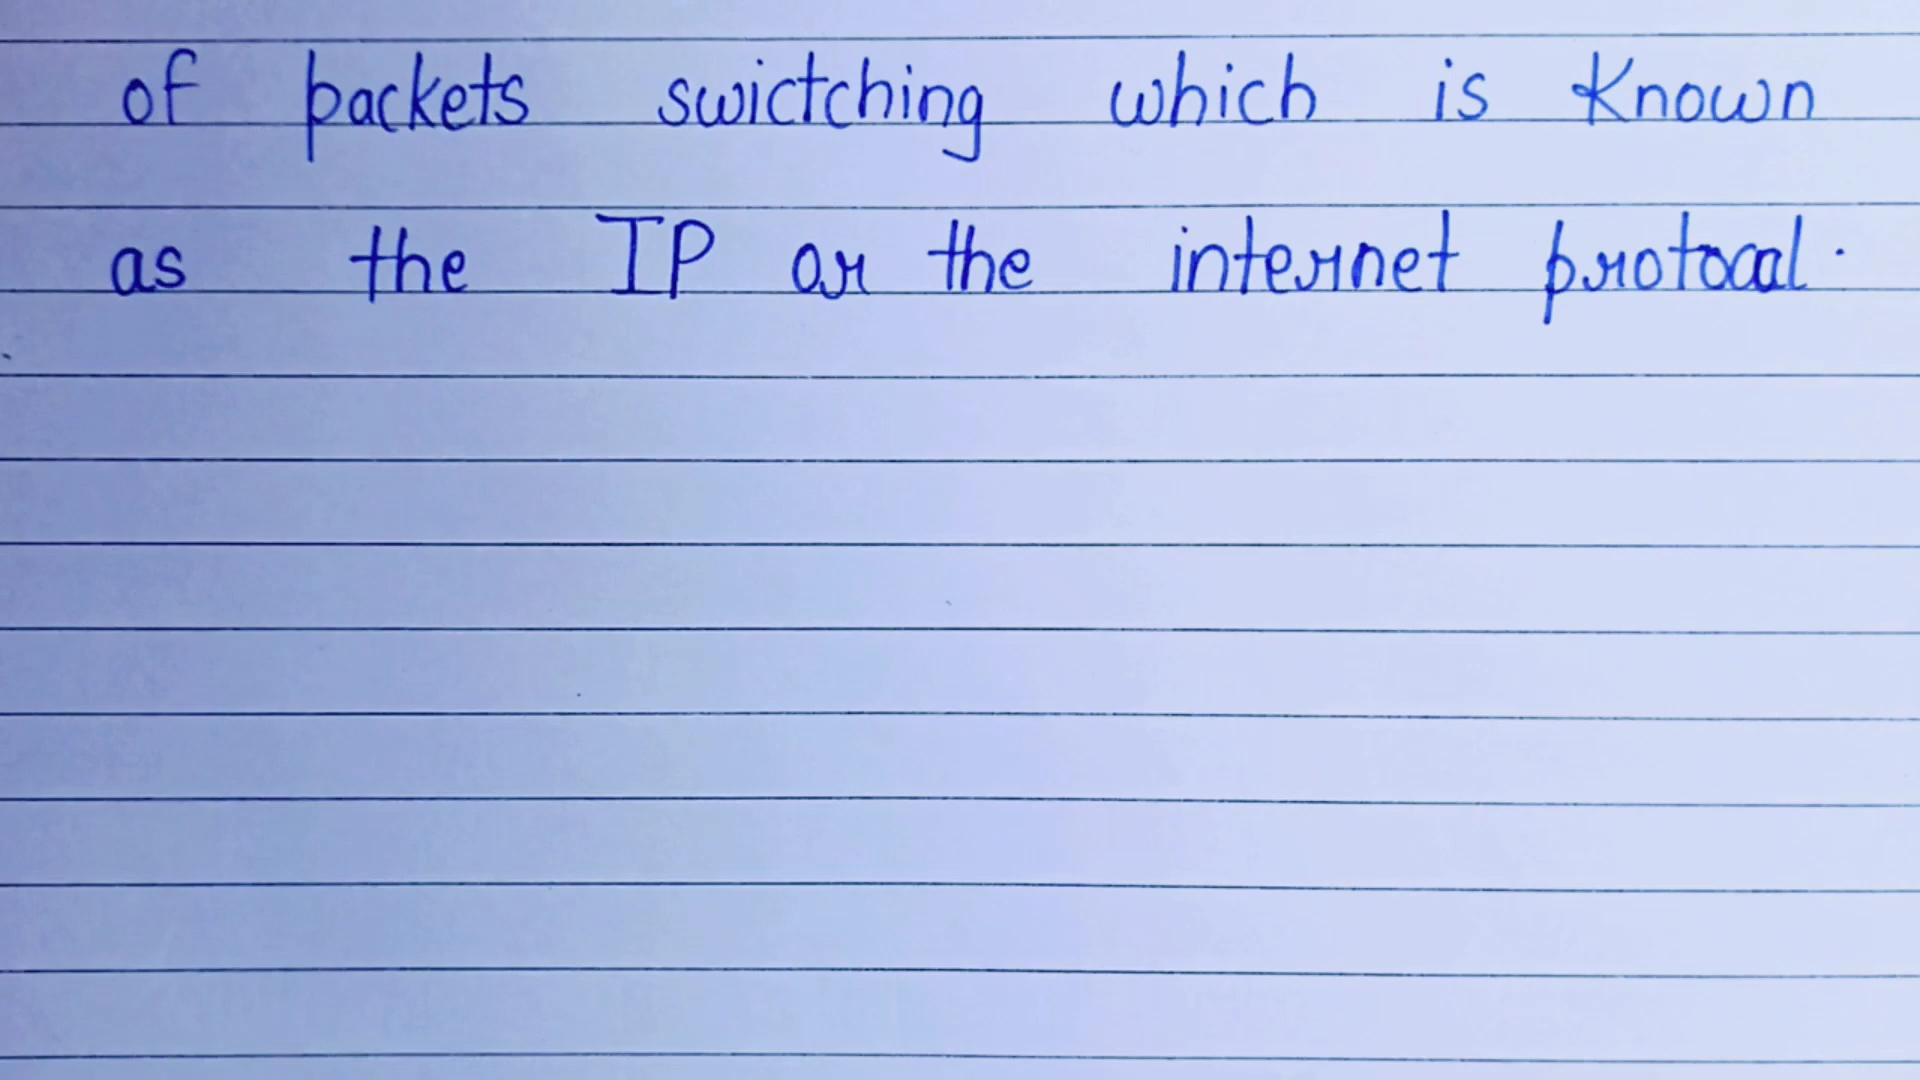 of packets swictching which is Known
as the IP or the internet protocal.